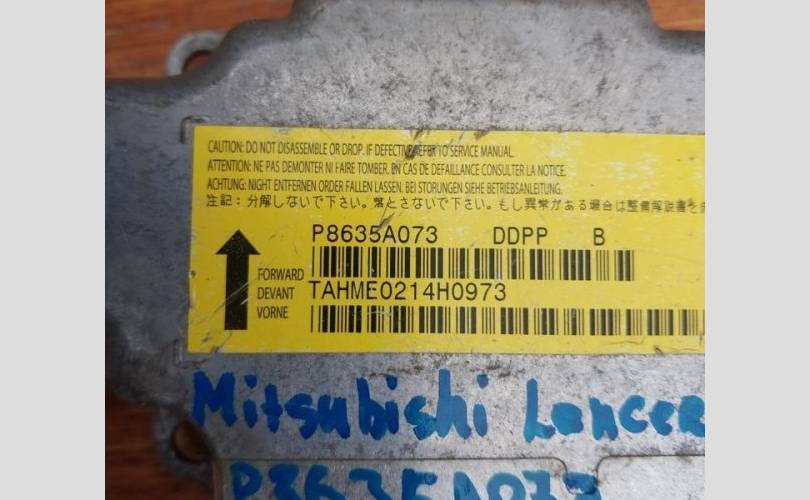 CAUTION: DO NOT DISASSEMBLE OR DROP. IF DEFECTIVE REFER TO SERVICE MANUAL.
ATTENTION: NE PAS DEMONTER NI FAIRE TOMBER. EN CAS DE DEFAILLANCE CONSULTER LA NOTICE.
ACHTUNG: NIGHT ENTFERNEN ORDER FALLEN LASSEN. BEI STORUNGEN SIEHE BETRIEBSANLEITUNG.
注記：分解しないで下さい。落とさないで下さい。もし異常がある場合は整備解説書を
P8635A073 DDPP B
FORWARD
DEVANT
VORNE
TAHME0214H0973
Mitsubishi Lancer
P8635A073